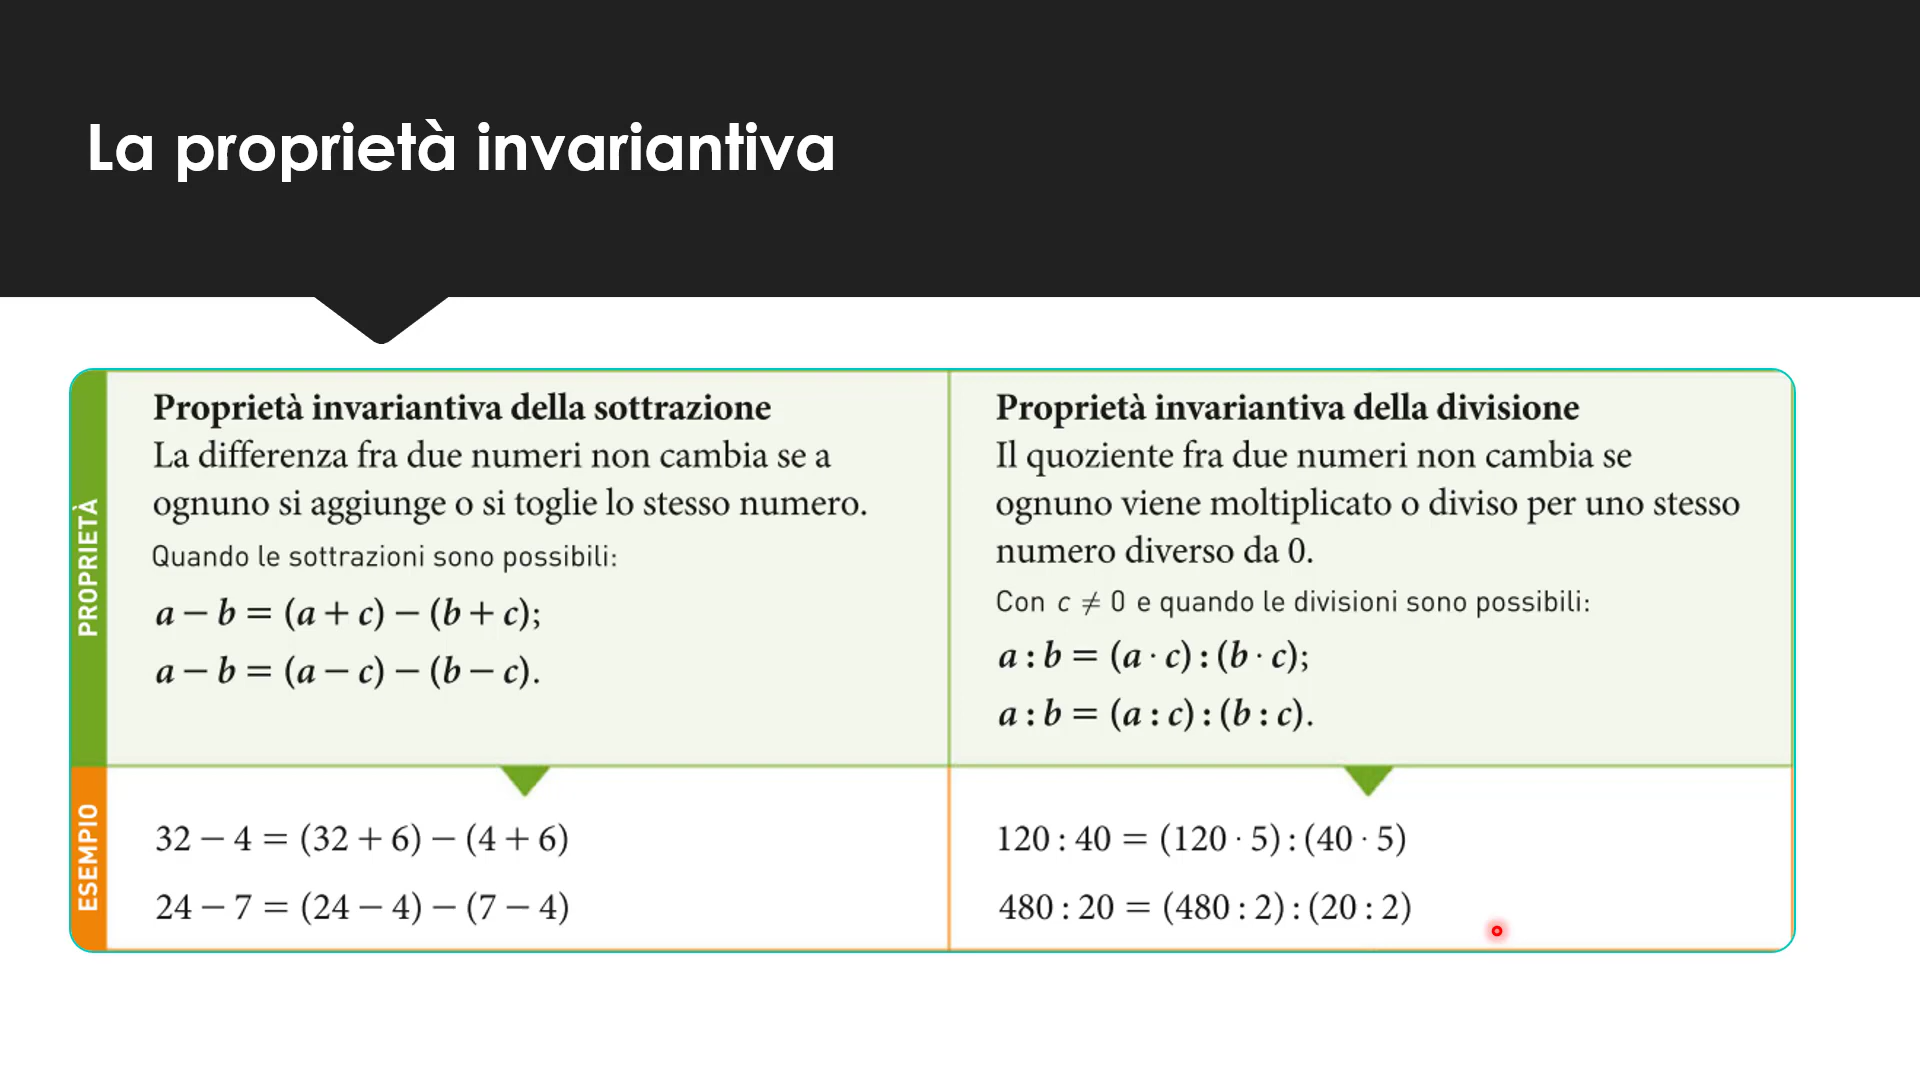 La proprietà invariantiva
PROPRIETÀ
Proprietà invariantiva della sottrazione
La differenza fra due numeri non cambia se a
ognuno si aggiunge o si toglie lo stesso numero.
Quando le sottrazioni sono possibili:
a − b = (a + c) − (b + c);
a − b = (a − c) − (b − c).
Proprietà invariantiva della divisione
Il quoziente fra due numeri non cambia se
ognuno viene moltiplicato o diviso per uno stesso
numero diverso da 0.
Con c ≠ 0 e quando le divisioni sono possibili:
a : b = (a · c) : (b · c);
a : b = (a : c) : (b : c).
ESEMPIO
32 − 4 = (32 + 6) − (4 + 6)
24 − 7 = (24 − 4) − (7 − 4)
120 : 40 = (120 · 5) : (40 · 5)
480 : 20 = (480 : 2) : (20 : 2)